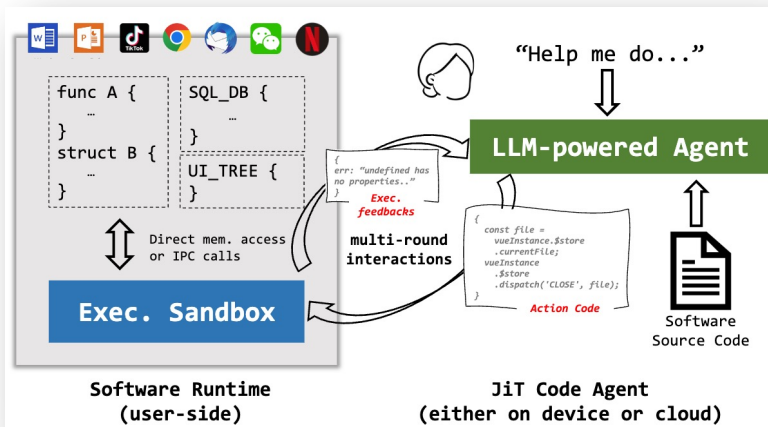 W
P
TikTok
N
"Help me do..."
func A {
…
}
struct B {
…
}
SQL_DB {
…
}
UI_TREE {
}
Direct mem. access
or IPC calls
Exec. Sandbox
{
err: "undefined has
no properties.."
}
Exec.
feedbacks
multi-round
interactions
LLM-powered Agent
{
const file =
vueInstance.$store
.currentFile;
vueInstance
.$store
.dispatch('CLOSE', file);
}
Action Code
Software
Source Code
Software Runtime
(user-side)
JiT Code Agent
(either on device or cloud)